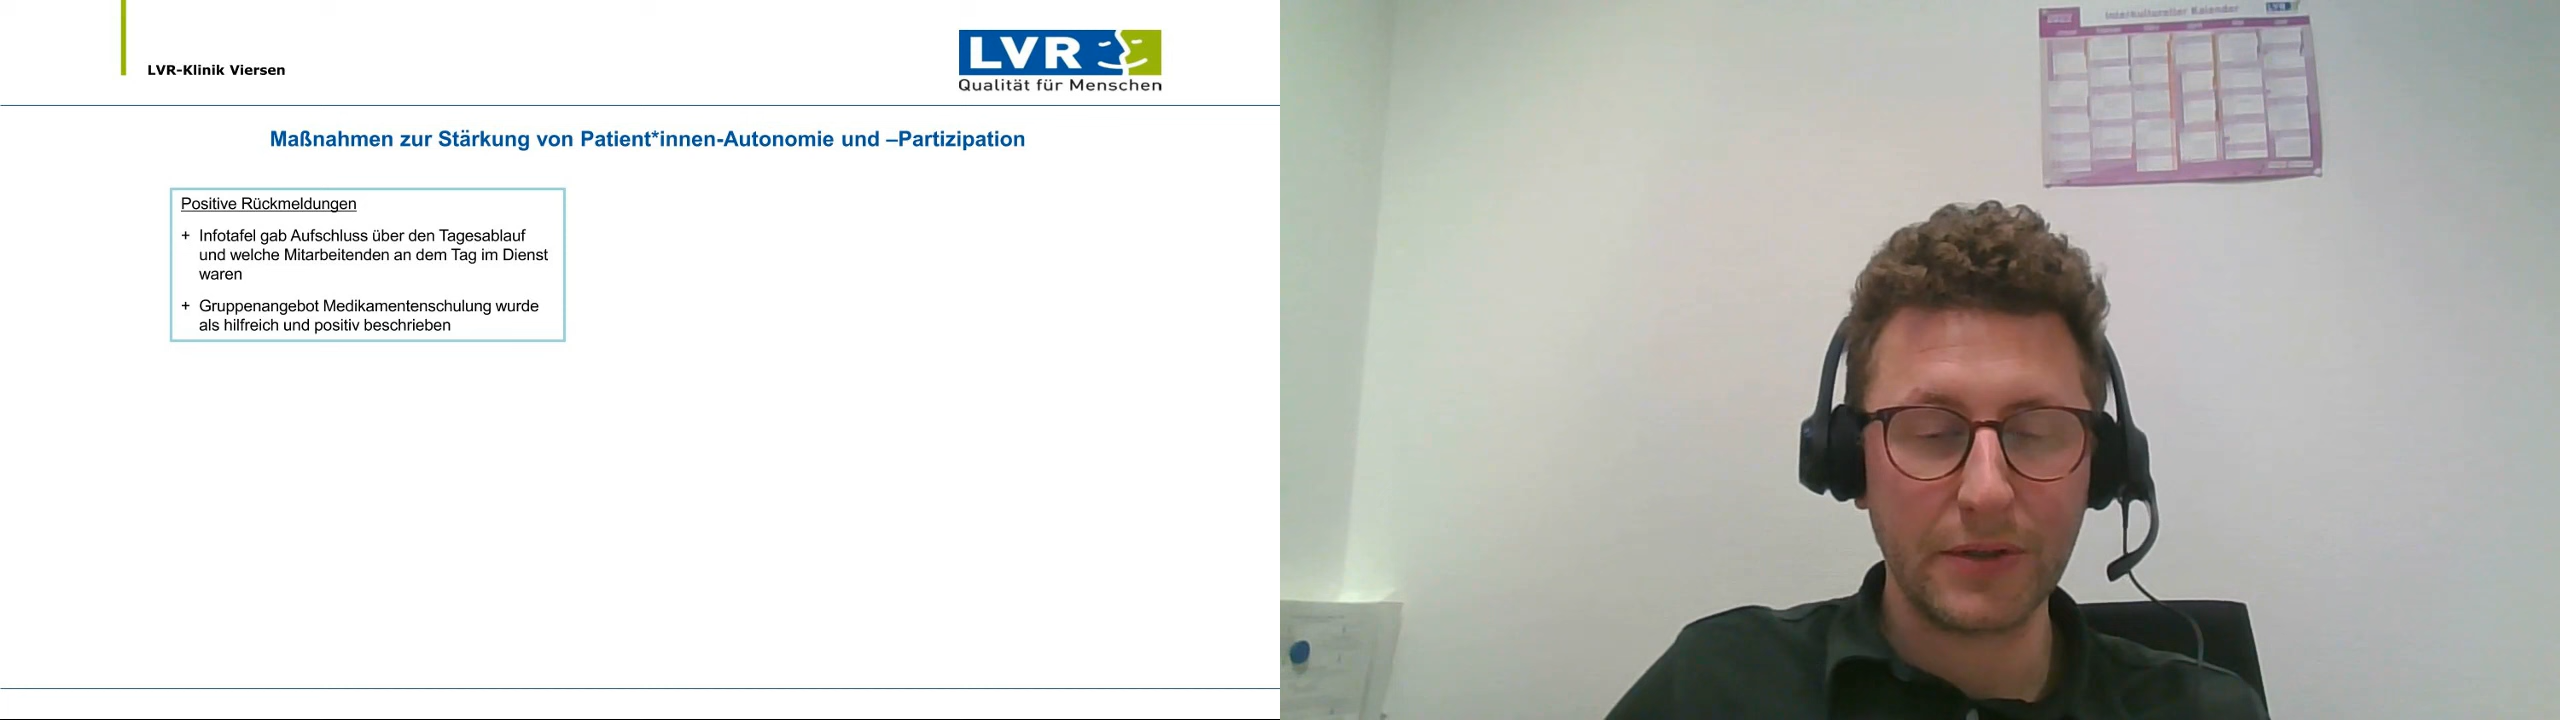 LVR-Klinik Viersen
LVR
Qualität für Menschen
Maßnahmen zur Stärkung von Patient*innen-Autonomie und –Partizipation
Positive Rückmeldungen
+ Infotafel gab Aufschluss über den Tagesablauf
und welche Mitarbeitenden an dem Tag im Dienst
waren
+ Gruppenangebot Medikamentenschulung wurde
als hilfreich und positiv beschrieben
Interkultureller Kalender
LVR